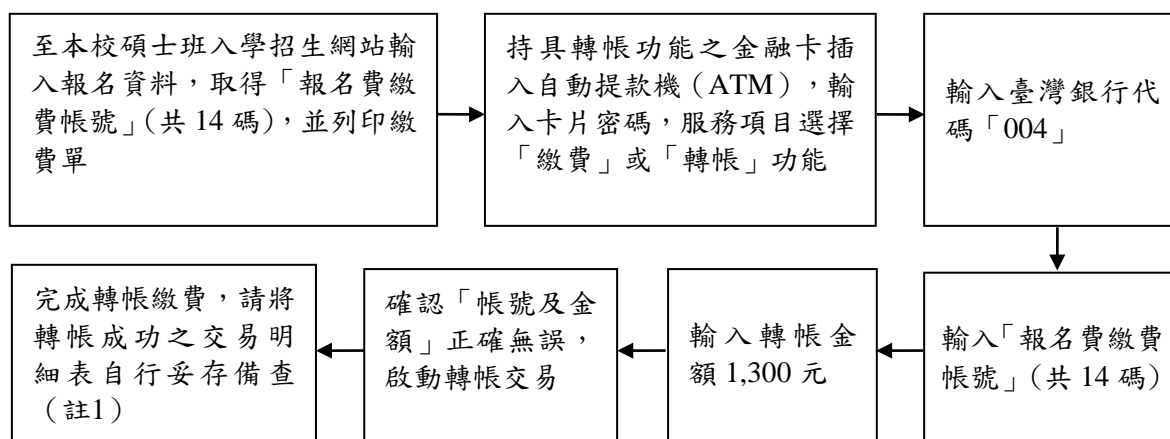 至本校碩士班入學招生網站輸
入報名資料，取得「報名費繳
費帳號」(共 14 碼)，並列印繳
費單
持具轉帳功能之金融卡插
入自動提款機（ATM），輸
入卡片密碼，服務項目選擇
「繳費」或「轉帳」功能
輸入臺灣銀行代
碼「004」
輸入「報名費繳費
帳號」(共 14 碼)
輸入轉帳金
額 1,300 元
確認「帳號及金
額」正確無誤，
啟動轉帳交易
完成轉帳繳費，請將
轉帳成功之交易明
細表自行妥存備查
（註1）